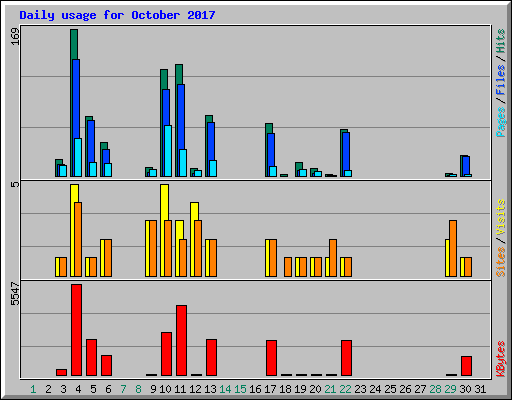 Daily usage for October 2017
169
5
5547
Pages / Files / Hits
Sites / Visits
KBytes
1 2 3 4 5 6 7 8 9 10 11 12 13 14 15 16 17 18 19 20 21 22 23 24 25 26 27 28 29 30 31